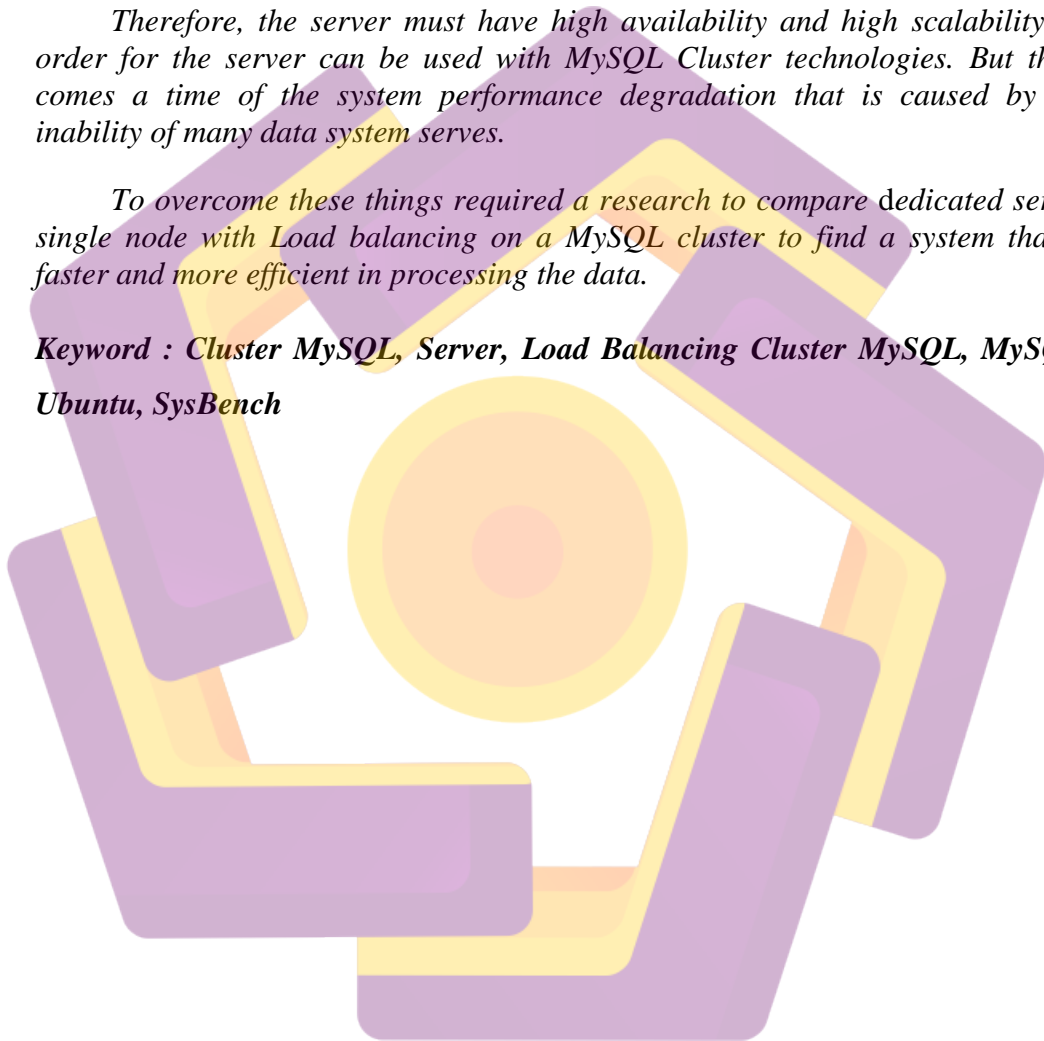 Therefore, the server must have high availability and high scalability
order for the server can be used with MySQL Cluster technologies. But th
comes a time of the system performance degradation that is caused by
inability of many data system serves.
To overcome these things required a research to compare dedicated ser
single node with Load balancing on a MySQL cluster to find a system tha
faster and more efficient in processing the data.
Keyword : Cluster MySQL, Server, Load Balancing Cluster MySQL, MySQ
Ubuntu, SysBench